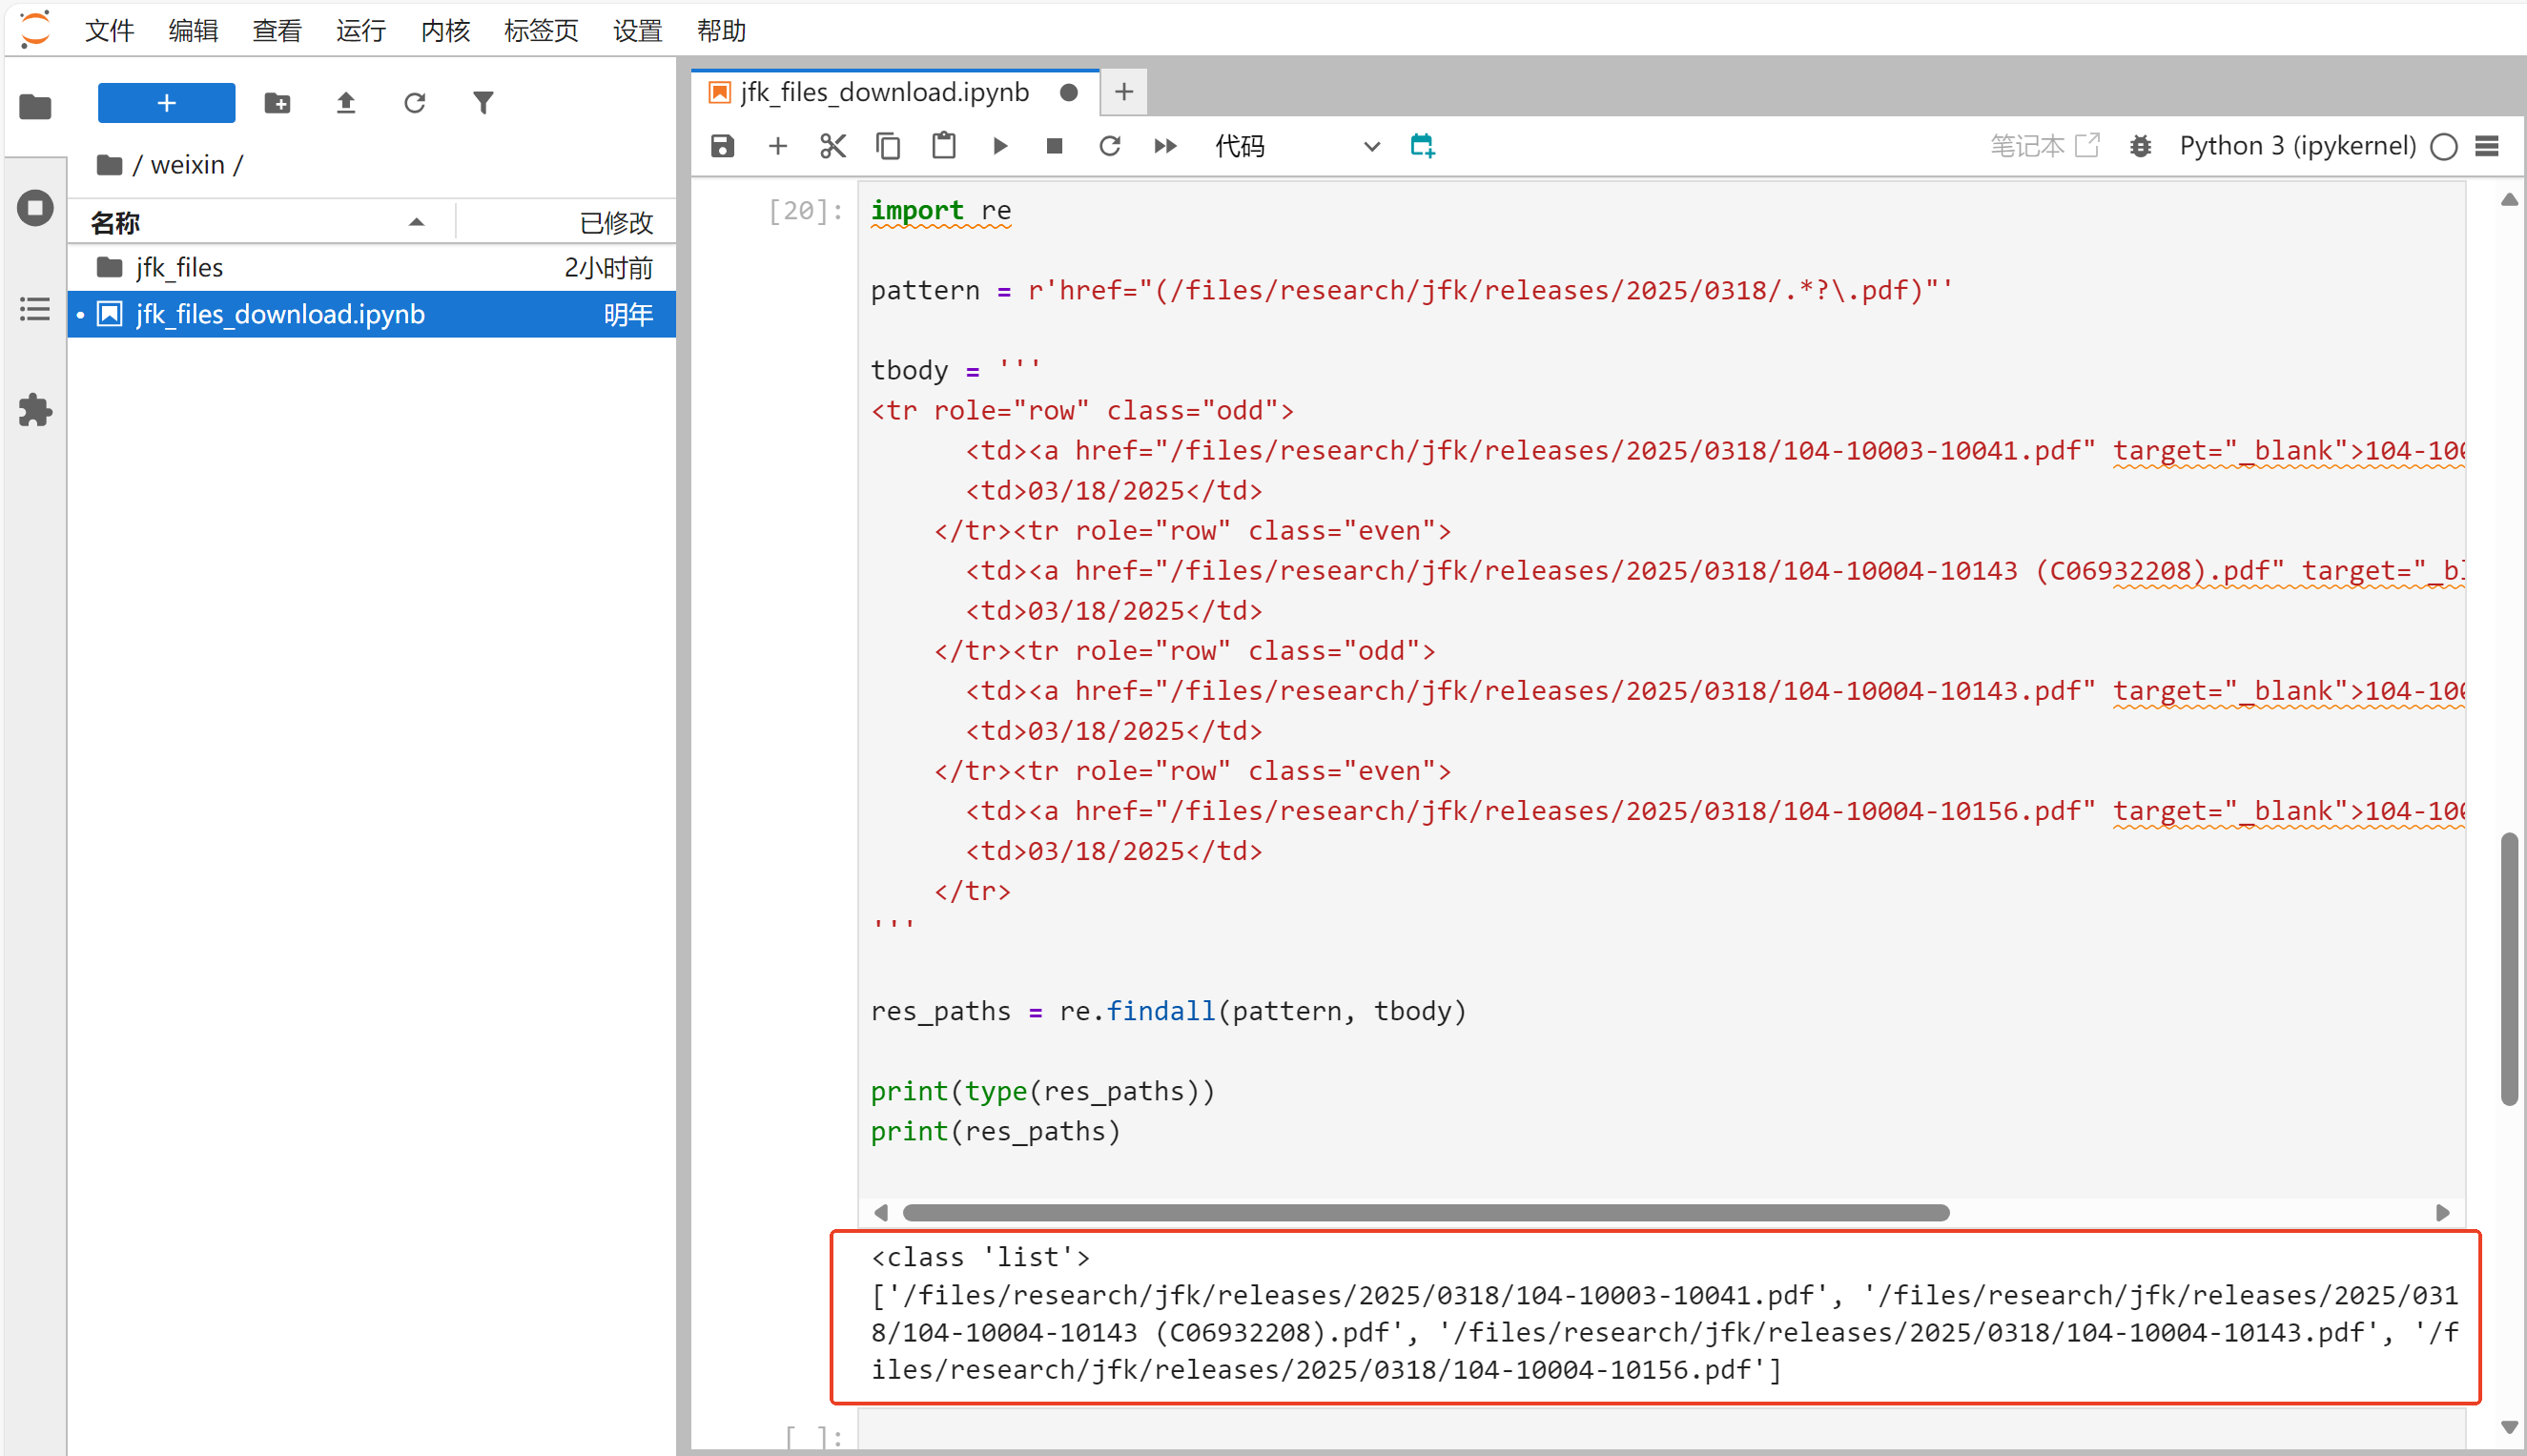 文件 编辑 查看 运行 内核 标签页 设置 帮助
/ weixin /
名称 已修改
jfk_files 2小时前
jfk_files_download.ipynb 明年
jfk_files_download.ipynb
代码 笔记本 Python 3 (ipykernel)
[20]:
import re
pattern = r'href="(/files/research/jfk/releases/2025/0318/.*?\.pdf)"'
tbody = '''
<tr role="row" class="odd">
<td><a href="/files/research/jfk/releases/2025/0318/104-10003-10041.pdf" target="_blank">104-100
<td>03/18/2025</td>
</tr><tr role="row" class="even">
<td><a href="/files/research/jfk/releases/2025/0318/104-10004-10143 (C06932208).pdf" target="_bl
<td>03/18/2025</td>
</tr><tr role="row" class="odd">
<td><a href="/files/research/jfk/releases/2025/0318/104-10004-10143.pdf" target="_blank">104-100
<td>03/18/2025</td>
</tr><tr role="row" class="even">
<td><a href="/files/research/jfk/releases/2025/0318/104-10004-10156.pdf" target="_blank">104-100
<td>03/18/2025</td>
</tr>
'''
res_paths = re.findall(pattern, tbody)
print(type(res_paths))
print(res_paths)
<class 'list'>
['/files/research/jfk/releases/2025/0318/104-10003-10041.pdf', '/files/research/jfk/releases/2025/031
8/104-10004-10143 (C06932208).pdf', '/files/research/jfk/releases/2025/0318/104-10004-10143.pdf', '/f
iles/research/jfk/releases/2025/0318/104-10004-10156.pdf']
[ ]: